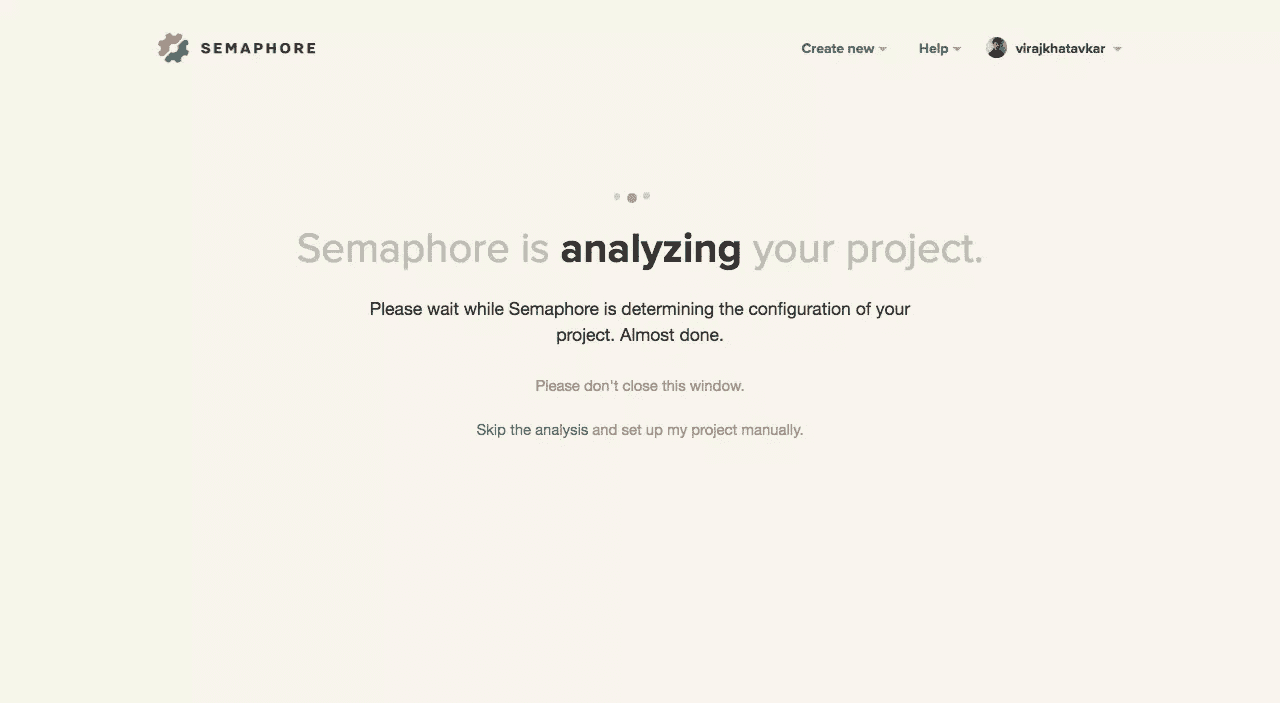 SEMAPHORE
Create new
Help
virajkhatavkar
Semaphore is analyzing your project.
Please wait while Semaphore is determining the configuration of your
project. Almost done.
Please don't close this window.
Skip the analysis and set up my project manually.